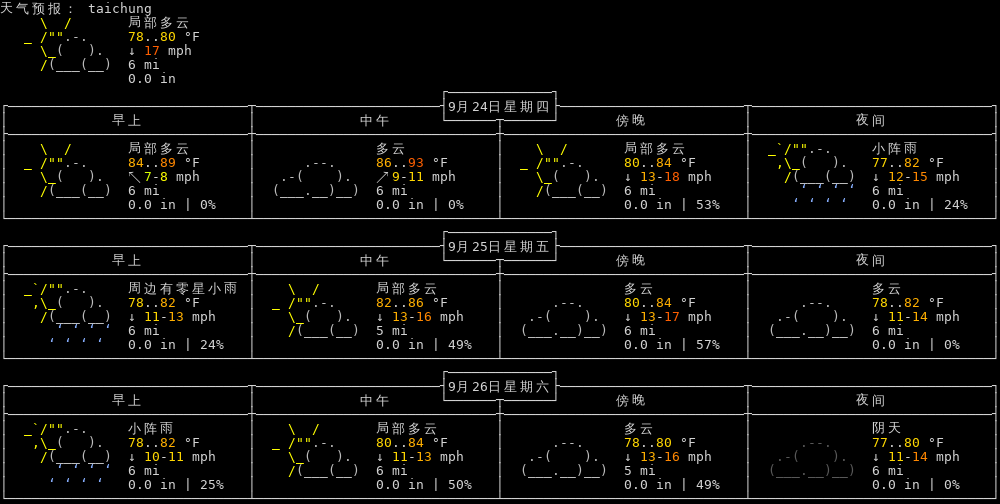 天气预报： taichung
局部多云
78..80 °F
↓ 17 mph
6 mi
0.0 in
9月24日星期四
早上 中午 傍晚 夜间
局部多云 多云 局部多云 小阵雨
84..89 °F 86..93 °F 80..84 °F 77..82 °F
↖ 7-8 mph ↗ 9-11 mph ↓ 13-18 mph ↓ 12-15 mph
6 mi 6 mi 6 mi 6 mi
0.0 in | 0% 0.0 in | 0% 0.0 in | 53% 0.0 in | 24%
9月25日星期五
早上 中午 傍晚 夜间
周边有零星小雨 局部多云 多云 多云
78..82 °F 82..86 °F 80..84 °F 78..82 °F
↓ 11-13 mph ↓ 13-16 mph ↓ 13-17 mph ↓ 11-14 mph
6 mi 5 mi 6 mi 6 mi
0.0 in | 24% 0.0 in | 49% 0.0 in | 57% 0.0 in | 0%
9月26日星期六
早上 中午 傍晚 夜间
小阵雨 局部多云 多云 阴天
78..82 °F 80..84 °F 78..80 °F 77..80 °F
↓ 10-11 mph ↓ 11-13 mph ↓ 13-16 mph ↓ 11-14 mph
6 mi 6 mi 5 mi 6 mi
0.0 in | 25% 0.0 in | 50% 0.0 in | 49% 0.0 in | 0%